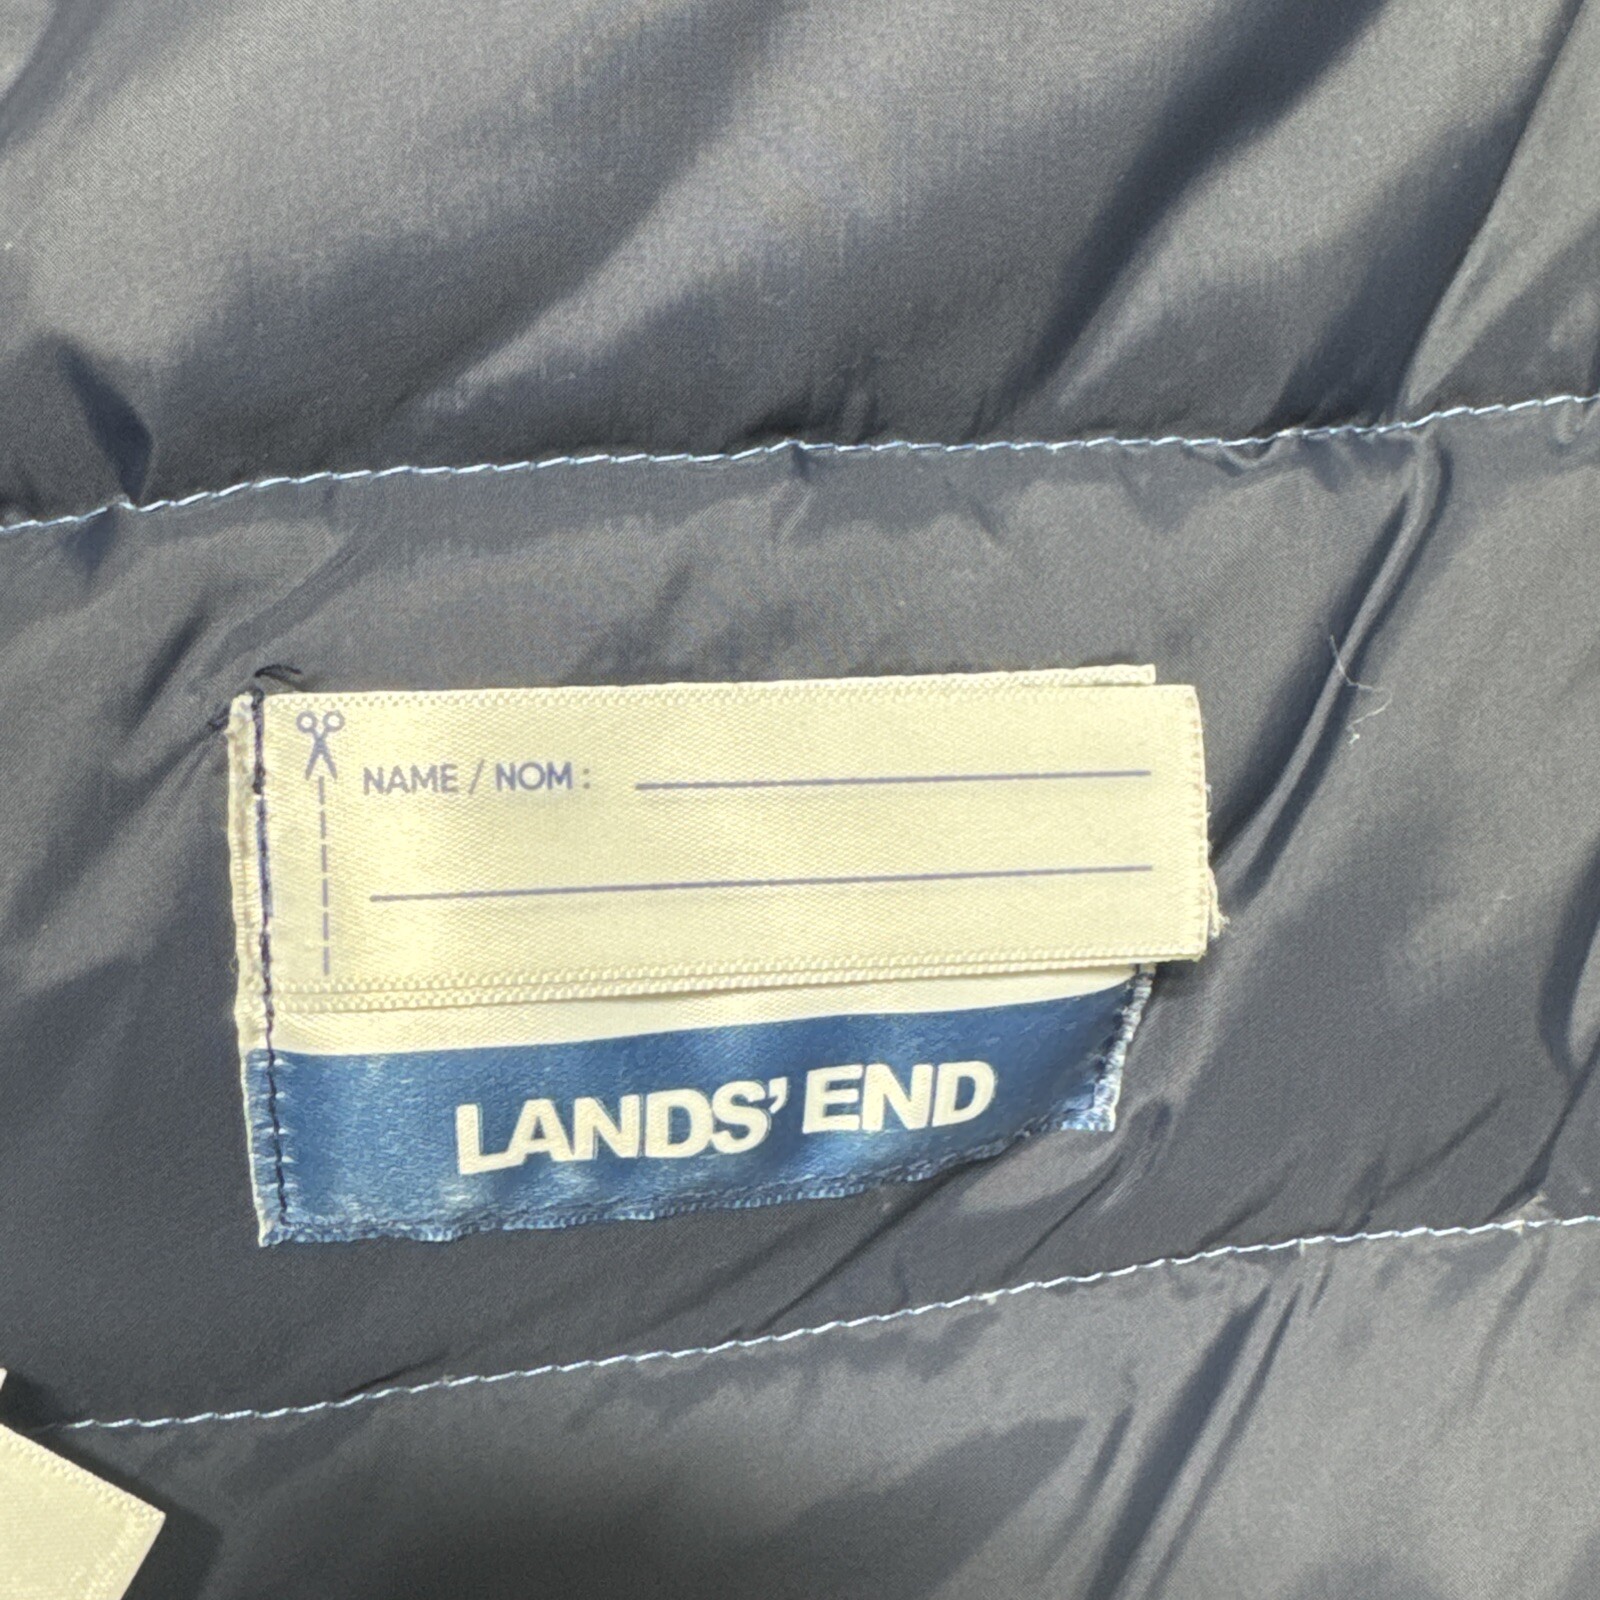 NAME / NOM :
LANDS' END